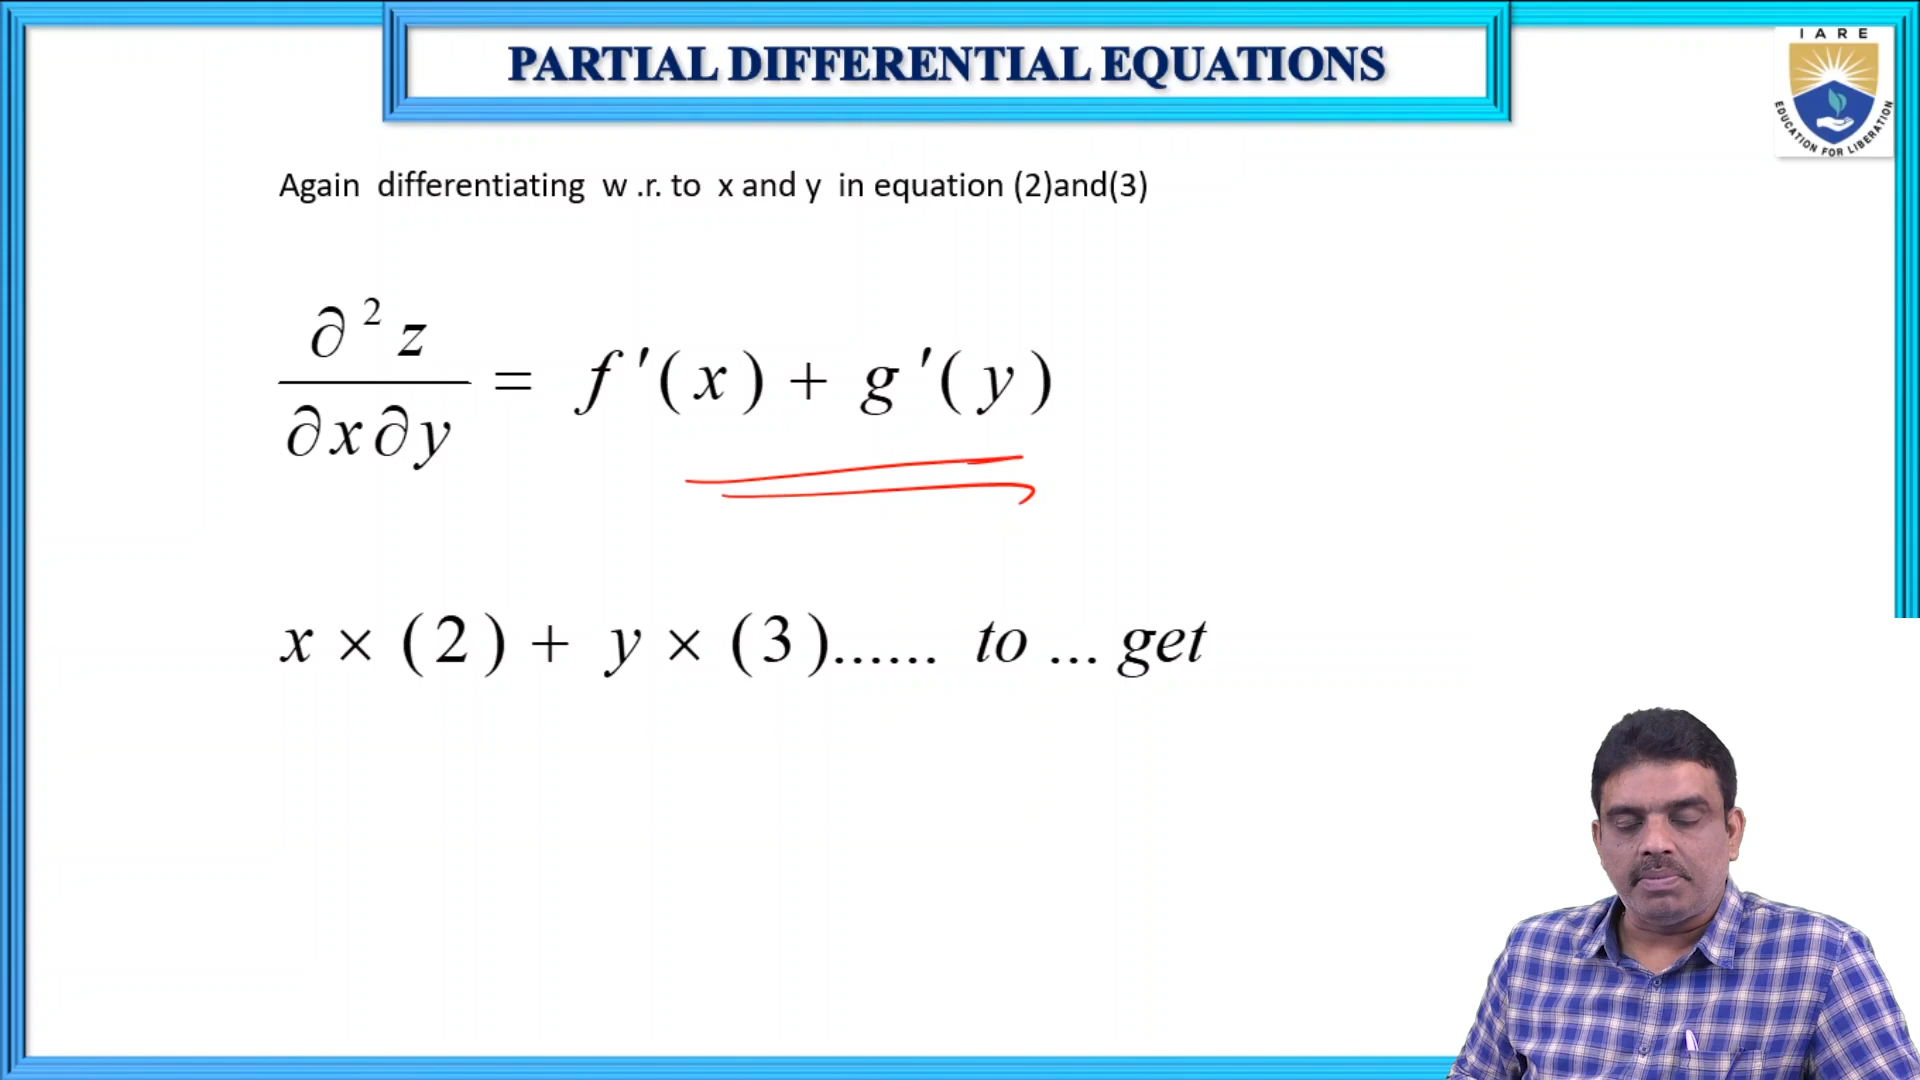 PARTIAL DIFFERENTIAL EQUATIONS
IARE
EDUCATION FOR LIBERATION
Again differentiating w .r. to x and y in equation (2)and(3)
∂²z / ∂x∂y = f ′(x) + g ′(y)
x × (2) + y × (3)...... to ... get